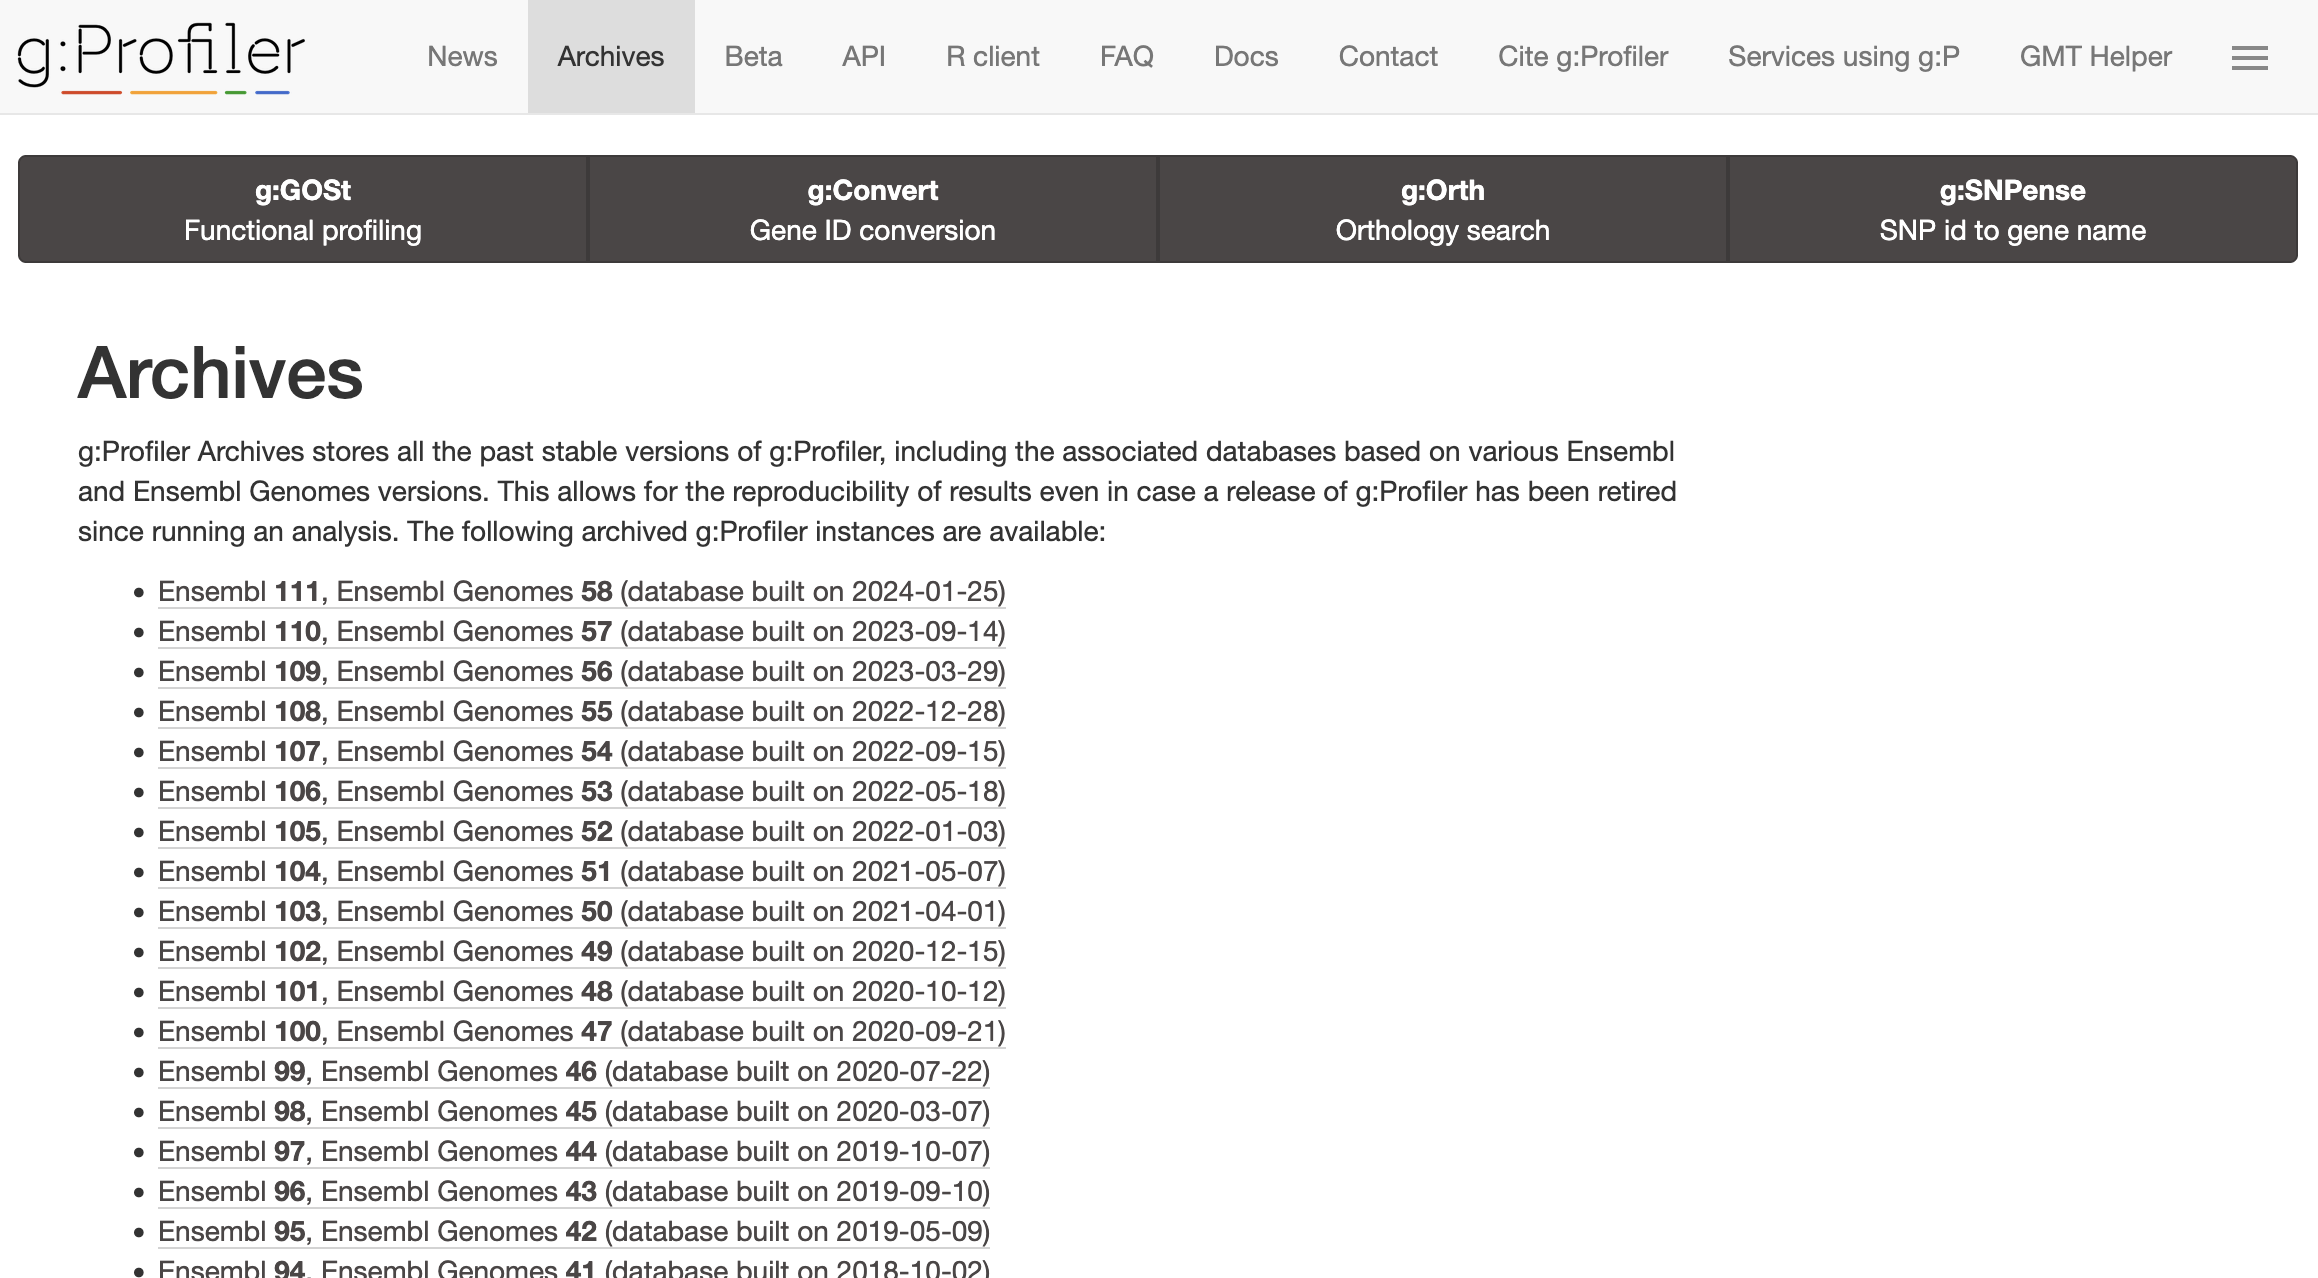 g:Profiler
News
Archives
Beta
API
R client
FAQ
Docs
Contact
Cite g:Profiler
Services using g:P
GMT Helper
g:GOSt
Functional profiling
g:Convert
Gene ID conversion
g:Orth
Orthology search
g:SNPense
SNP id to gene name
Archives
g:Profiler Archives stores all the past stable versions of g:Profiler, including the associated databases based on various Ensembl
and Ensembl Genomes versions. This allows for the reproducibility of results even in case a release of g:Profiler has been retired
since running an analysis. The following archived g:Profiler instances are available:
• Ensembl 111, Ensembl Genomes 58 (database built on 2024-01-25)
• Ensembl 110, Ensembl Genomes 57 (database built on 2023-09-14)
• Ensembl 109, Ensembl Genomes 56 (database built on 2023-03-29)
• Ensembl 108, Ensembl Genomes 55 (database built on 2022-12-28)
• Ensembl 107, Ensembl Genomes 54 (database built on 2022-09-15)
• Ensembl 106, Ensembl Genomes 53 (database built on 2022-05-18)
• Ensembl 105, Ensembl Genomes 52 (database built on 2022-01-03)
• Ensembl 104, Ensembl Genomes 51 (database built on 2021-05-07)
• Ensembl 103, Ensembl Genomes 50 (database built on 2021-04-01)
• Ensembl 102, Ensembl Genomes 49 (database built on 2020-12-15)
• Ensembl 101, Ensembl Genomes 48 (database built on 2020-10-12)
• Ensembl 100, Ensembl Genomes 47 (database built on 2020-09-21)
• Ensembl 99, Ensembl Genomes 46 (database built on 2020-07-22)
• Ensembl 98, Ensembl Genomes 45 (database built on 2020-03-07)
• Ensembl 97, Ensembl Genomes 44 (database built on 2019-10-07)
• Ensembl 96, Ensembl Genomes 43 (database built on 2019-09-10)
• Ensembl 95, Ensembl Genomes 42 (database built on 2019-05-09)
• Ensembl 94, Ensembl Genomes 41 (database built on 2018-10-02)